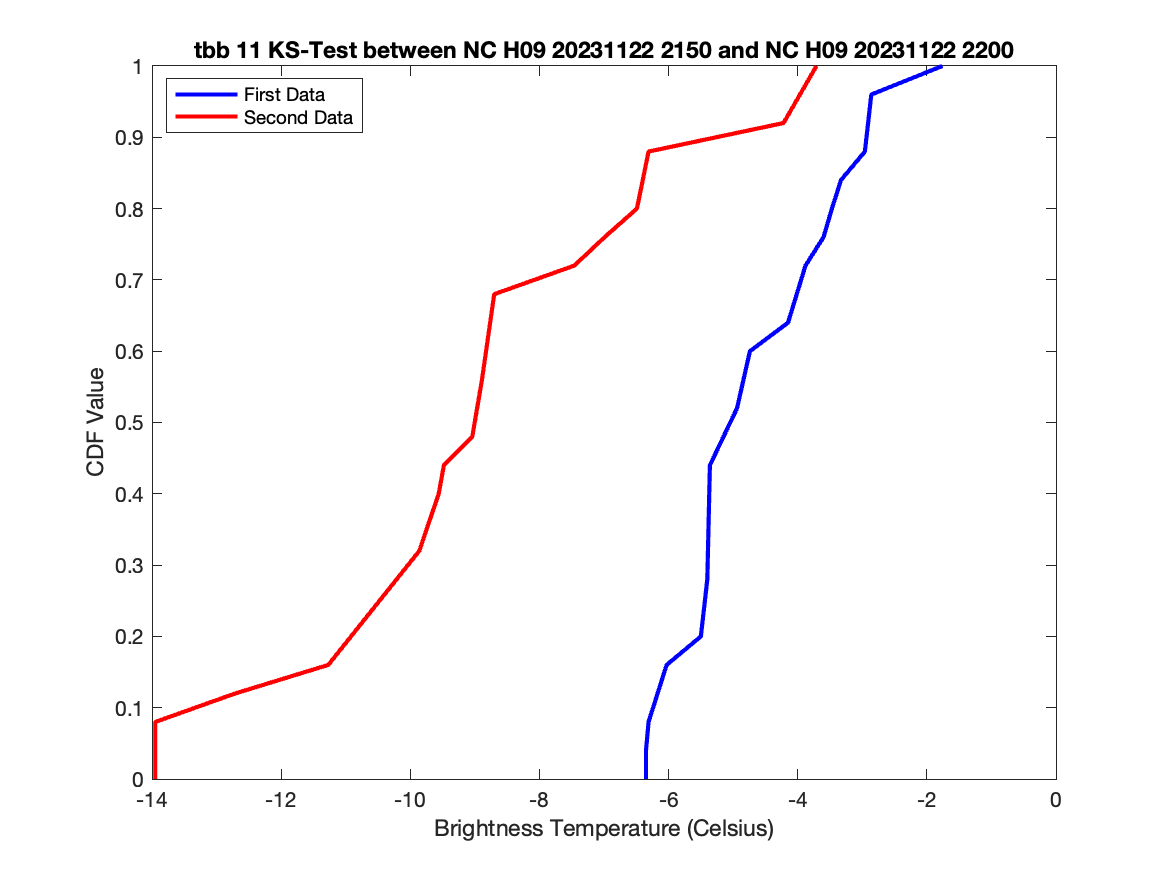 tbb 11 KS-Test between NC H09 20231122 2150 and NC H09 20231122 2200
First Data
Second Data
1
0.9
0.8
0.7
0.6
0.5
0.4
0.3
0.2
0.1
0
CDF Value
-14 -12 -10 -8 -6 -4 -2 0
Brightness Temperature (Celsius)